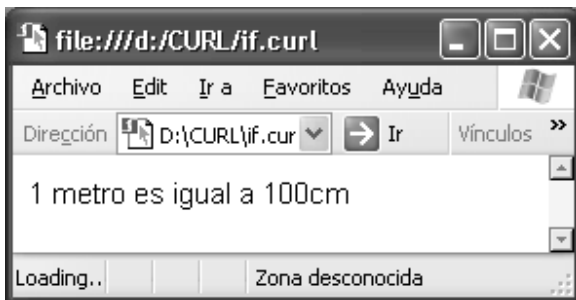 file:///d:/CURL/if.curl
Archivo Edit Ir a Favoritos Ayuda
Dirección D:\CURL\if.cur Ir Vínculos »
1 metro es igual a 100cm
Loading.. Zona desconocida